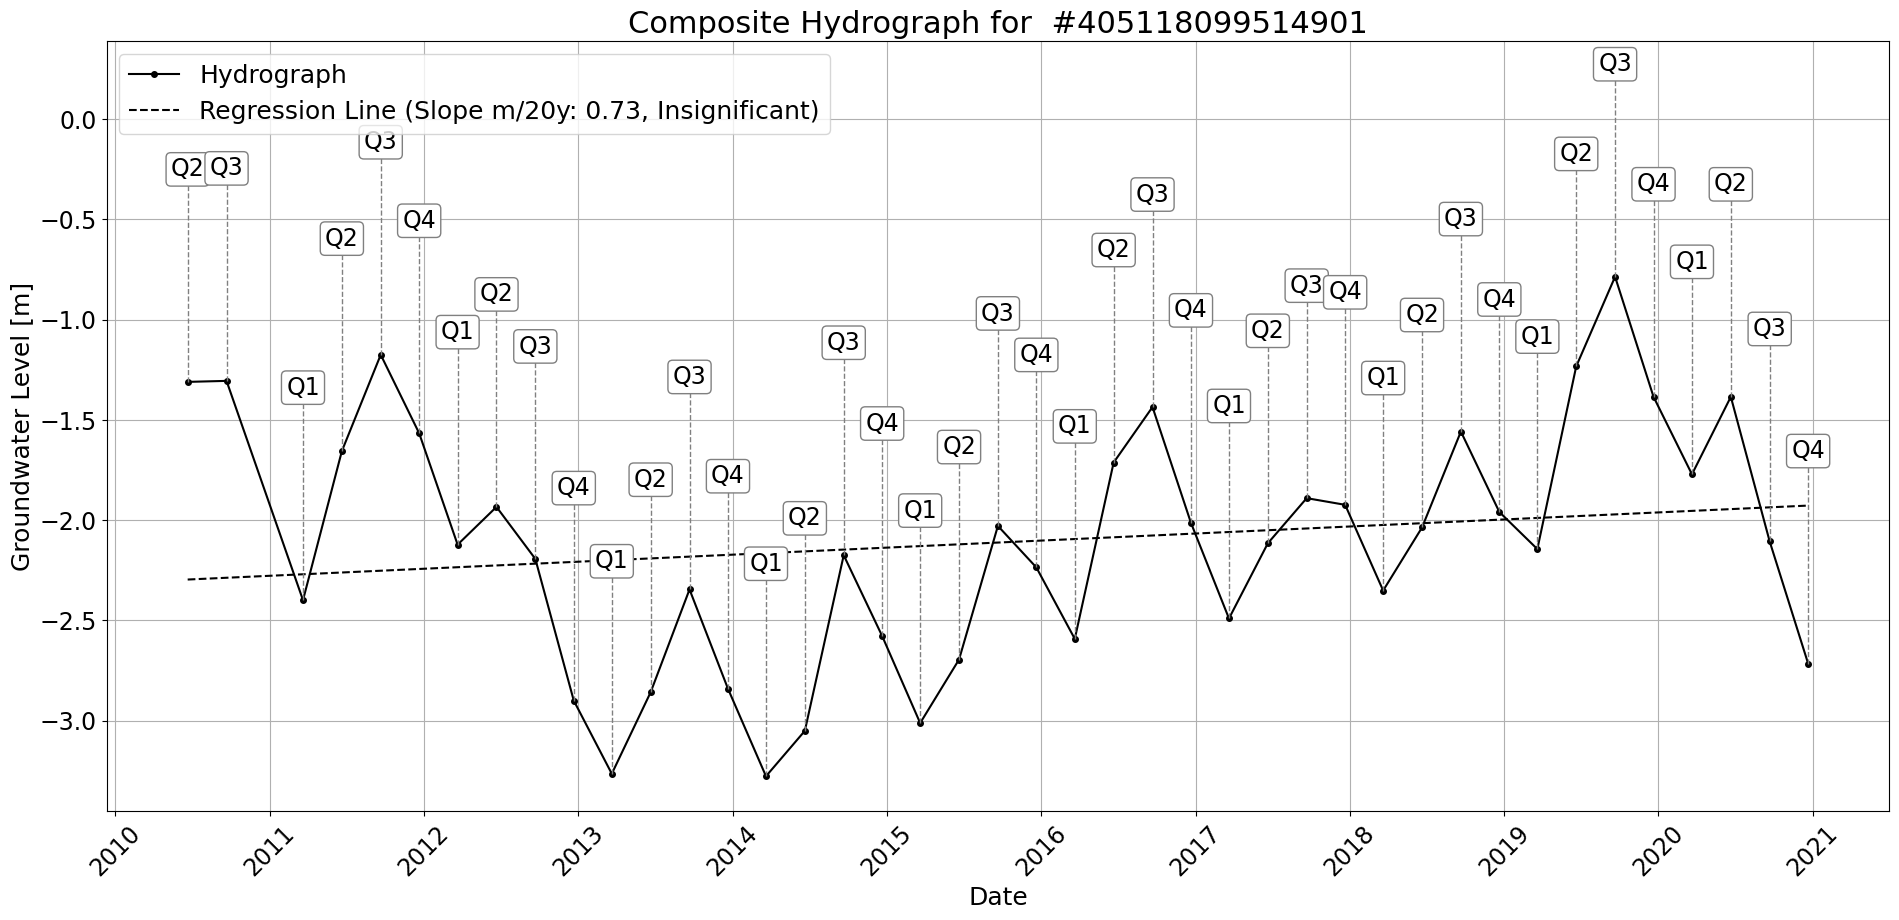 Composite Hydrograph for  #405118099514901
Hydrograph
Regression Line (Slope m/20y: 0.73, Insignificant)
Groundwater Level [m]
0.0
−0.5
−1.0
−1.5
−2.0
−2.5
−3.0
Q2
Q3
Q1
Q2
Q3
Q4
Q1
Q2
Q3
Q4
Q1
Q2
Q3
Q4
Q1
Q2
Q3
Q4
Q1
Q2
Q3
Q4
Q1
Q2
Q3
Q4
Q1
Q2
Q3
Q4
Q1
Q2
Q3
Q4
Q1
Q2
Q3
Q4
Q1
Q2
Q3
Q4
2010
2011
2012
2013
2014
2015
2016
2017
2018
2019
2020
2021
Date